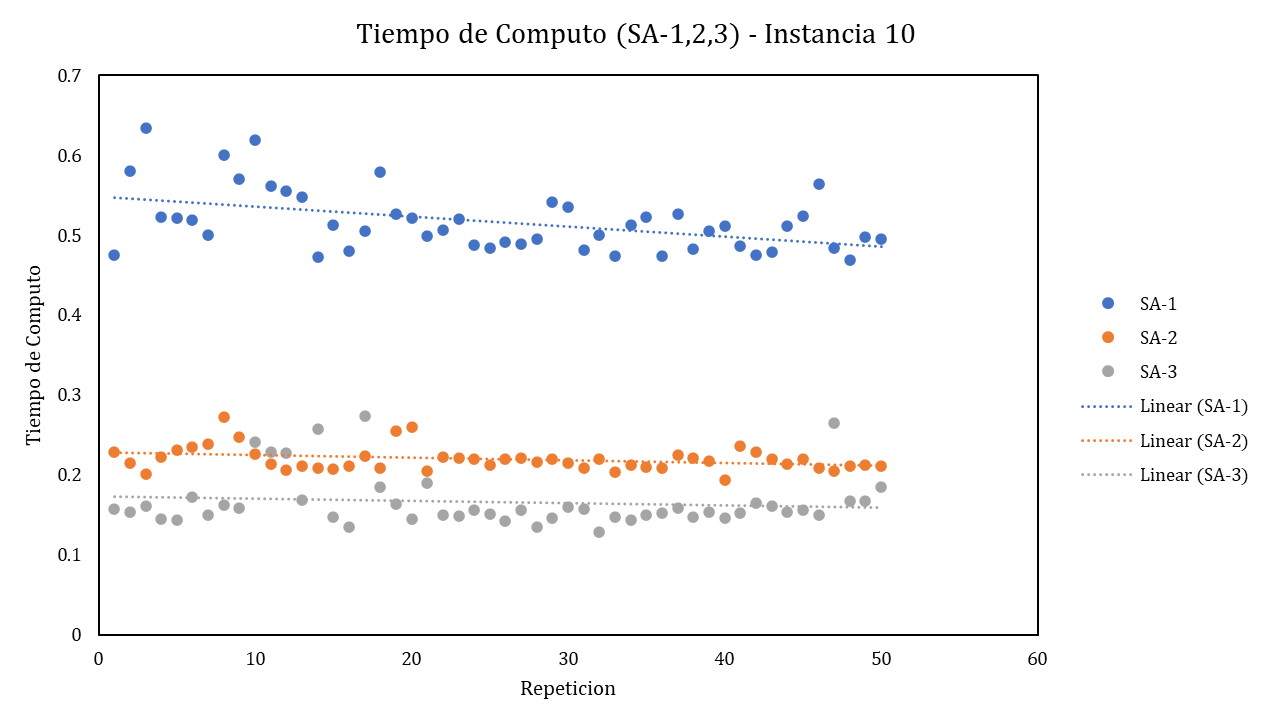 Tiempo de Computo (SA-1,2,3) - Instancia 10
0.7
0.6
0.5
0.4
0.3
0.2
0.1
0
Tiempo de Computo
0 10 20 30 40 50 60
Repeticion
SA-1
SA-2
SA-3
Linear (SA-1)
Linear (SA-2)
Linear (SA-3)